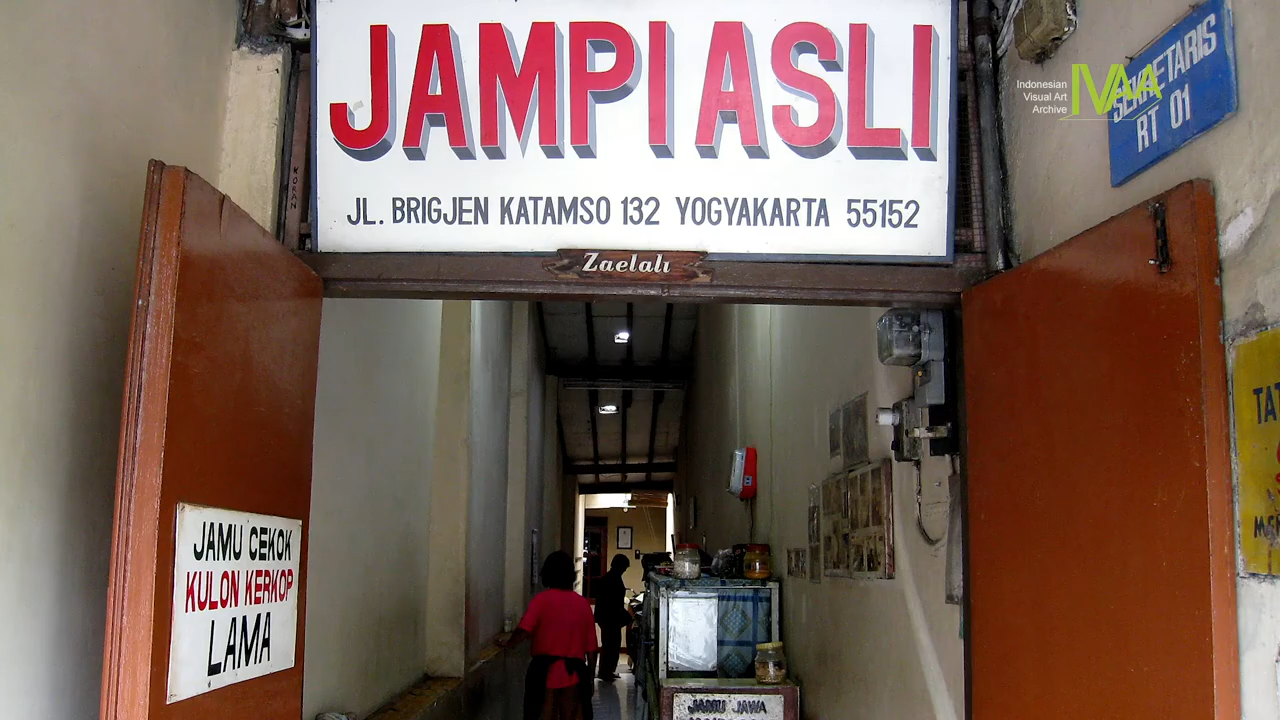 JAMPI ASLI
JL. BRIGJEN KATAMSO 132 YOGYAKARTA 55152
Zaelali
Indonesian
Visual Art
Archive
IVAA
SEKRETARIS
RT 01
KORAN
JAMU CEKOK
KULON KERKOP
LAMA
JAMU JAWA